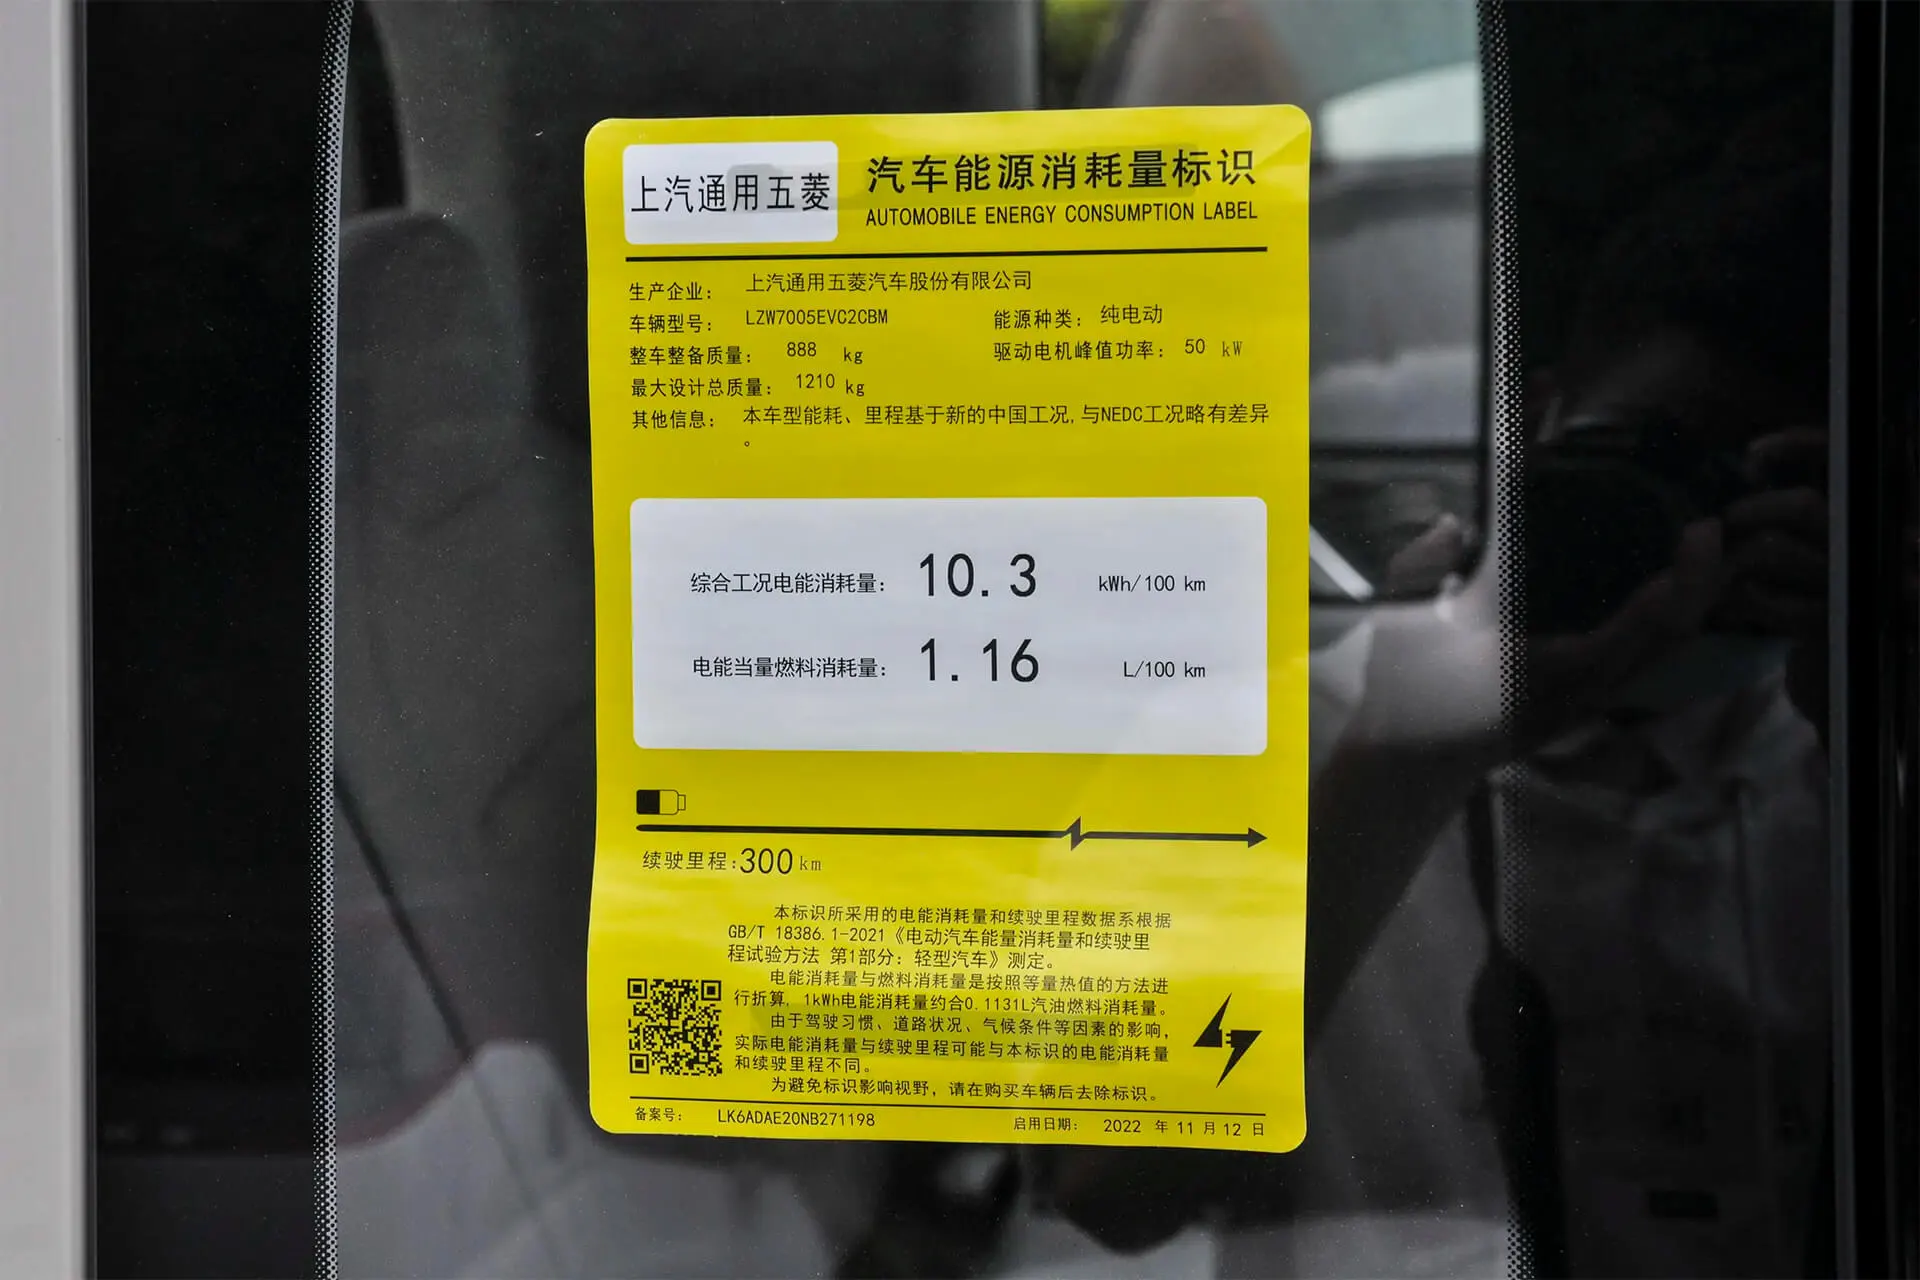 上汽通用五菱
汽车能源消耗量标识
AUTOMOBILE ENERGY CONSUMPTION LABEL
生产企业： 上汽通用五菱汽车股份有限公司
车辆型号： LZW7005EVC2CBM 能源种类： 纯电动
整车整备质量： 888 kg 驱动电机峰值功率： 50 kW
最大设计总质量： 1210 kg
其他信息： 本车型能耗、里程基于新的中国工况,与NEDC工况略有差异
。
综合工况电能消耗量： 10.3 kWh/100 km
电能当量燃料消耗量： 1.16 L/100 km
续驶里程:300km
本标识所采用的电能消耗量和续驶里程数据系根据
GB/T 18386.1-2021《电动汽车能量消耗量和续驶里
程试验方法 第1部分：轻型汽车》测定。
电能消耗量与燃料消耗量是按照等量热值的方法进
行折算, 1kWh电能消耗量约合0.1131L汽油燃料消耗量。
由于驾驶习惯、道路状况、气候条件等因素的影响，
实际电能消耗量与续驶里程可能与本标识的电能消耗量
和续驶里程不同。
为避免标识影响视野，请在购买车辆后去除标识。
备案号： LK6ADAE20NB271198 启用日期： 2022 年 11 月 12 日